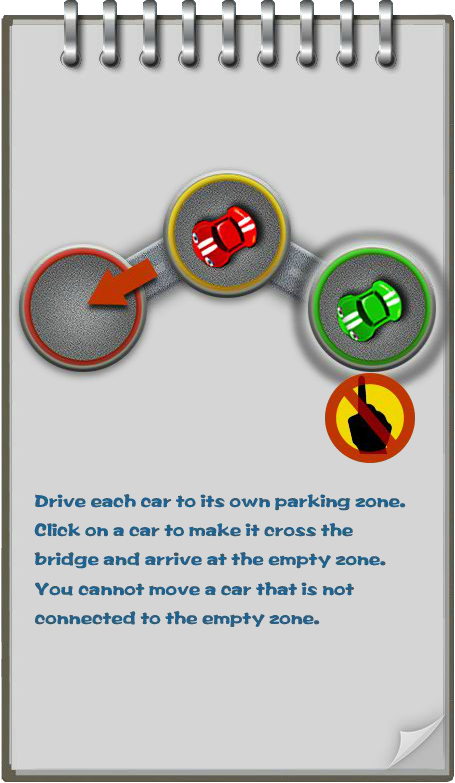 Drive each car to its own parking zone.
Click on a car to make it cross the
bridge and arrive at the empty zone.
You cannot move a car that is not
connected to the empty zone.